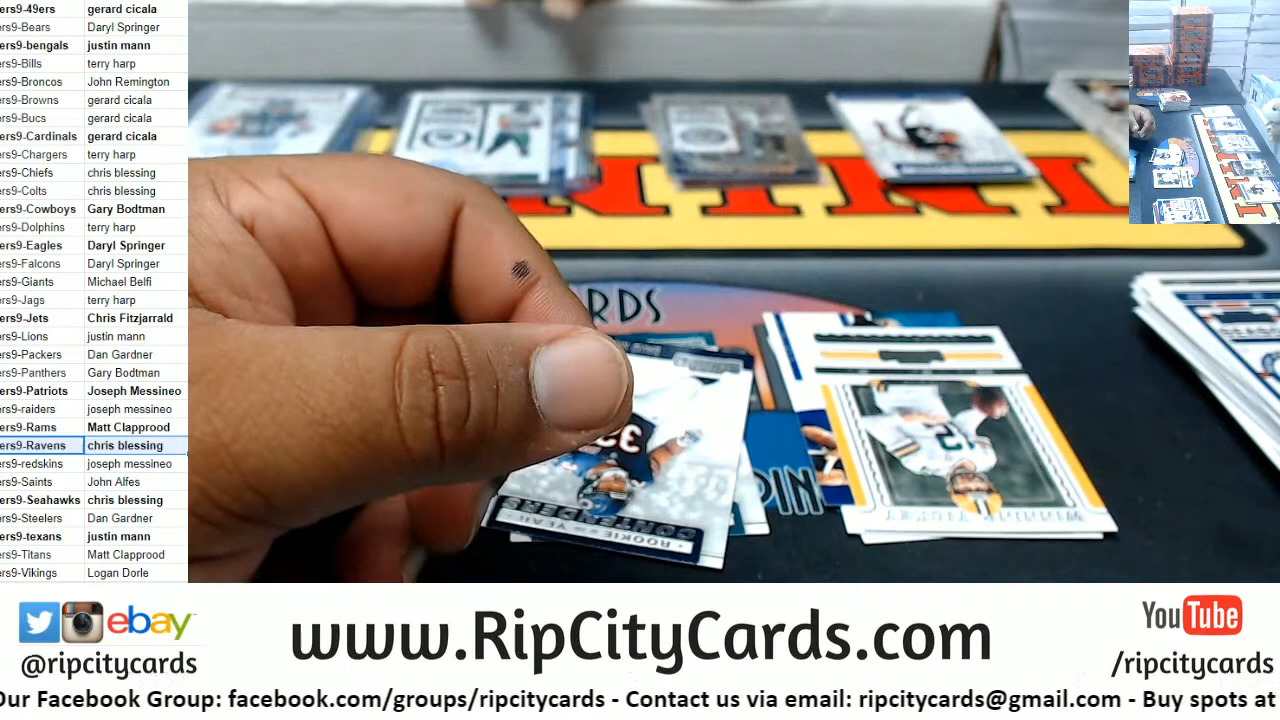 ers9-49ers gerard cicala
ers9-Bears Daryl Springer
ers9-bengals justin mann
ers9-Bills terry harp
ers9-Broncos John Remington
ers9-Browns gerard cicala
ers9-Bucs gerard cicala
ers9-Cardinals gerard cicala
ers9-Chargers terry harp
ers9-Chiefs chris blessing
ers9-Colts chris blessing
ers9-Cowboys Gary Bodtman
ers9-Dolphins terry harp
ers9-Eagles Daryl Springer
ers9-Falcons Daryl Springer
ers9-Giants Michael Belfi
ers9-Jags terry harp
ers9-Jets Chris Fitzjarrald
ers9-Lions justin mann
ers9-Packers Dan Gardner
ers9-Panthers Gary Bodtman
ers9-Patriots Joseph Messineo
ers9-raiders joseph messineo
ers9-Rams Matt Clapprood
ers9-Ravens chris blessing
ers9-redskins joseph messineo
ers9-Saints John Alfes
ers9-Seahawks chris blessing
ers9-Steelers Dan Gardner
ers9-texans justin mann
ers9-Titans Matt Clapprood
ers9-Vikings Logan Dorle
RDS
12
CONTENDERS
ROOKIE OF THE YEAR
ebay
@ripcitycards
www.RipCityCards.com
YouTube
/ripcitycards
Our Facebook Group: facebook.com/groups/ripcitycards - Contact us via email: ripcitycards@gmail.com - Buy spots at